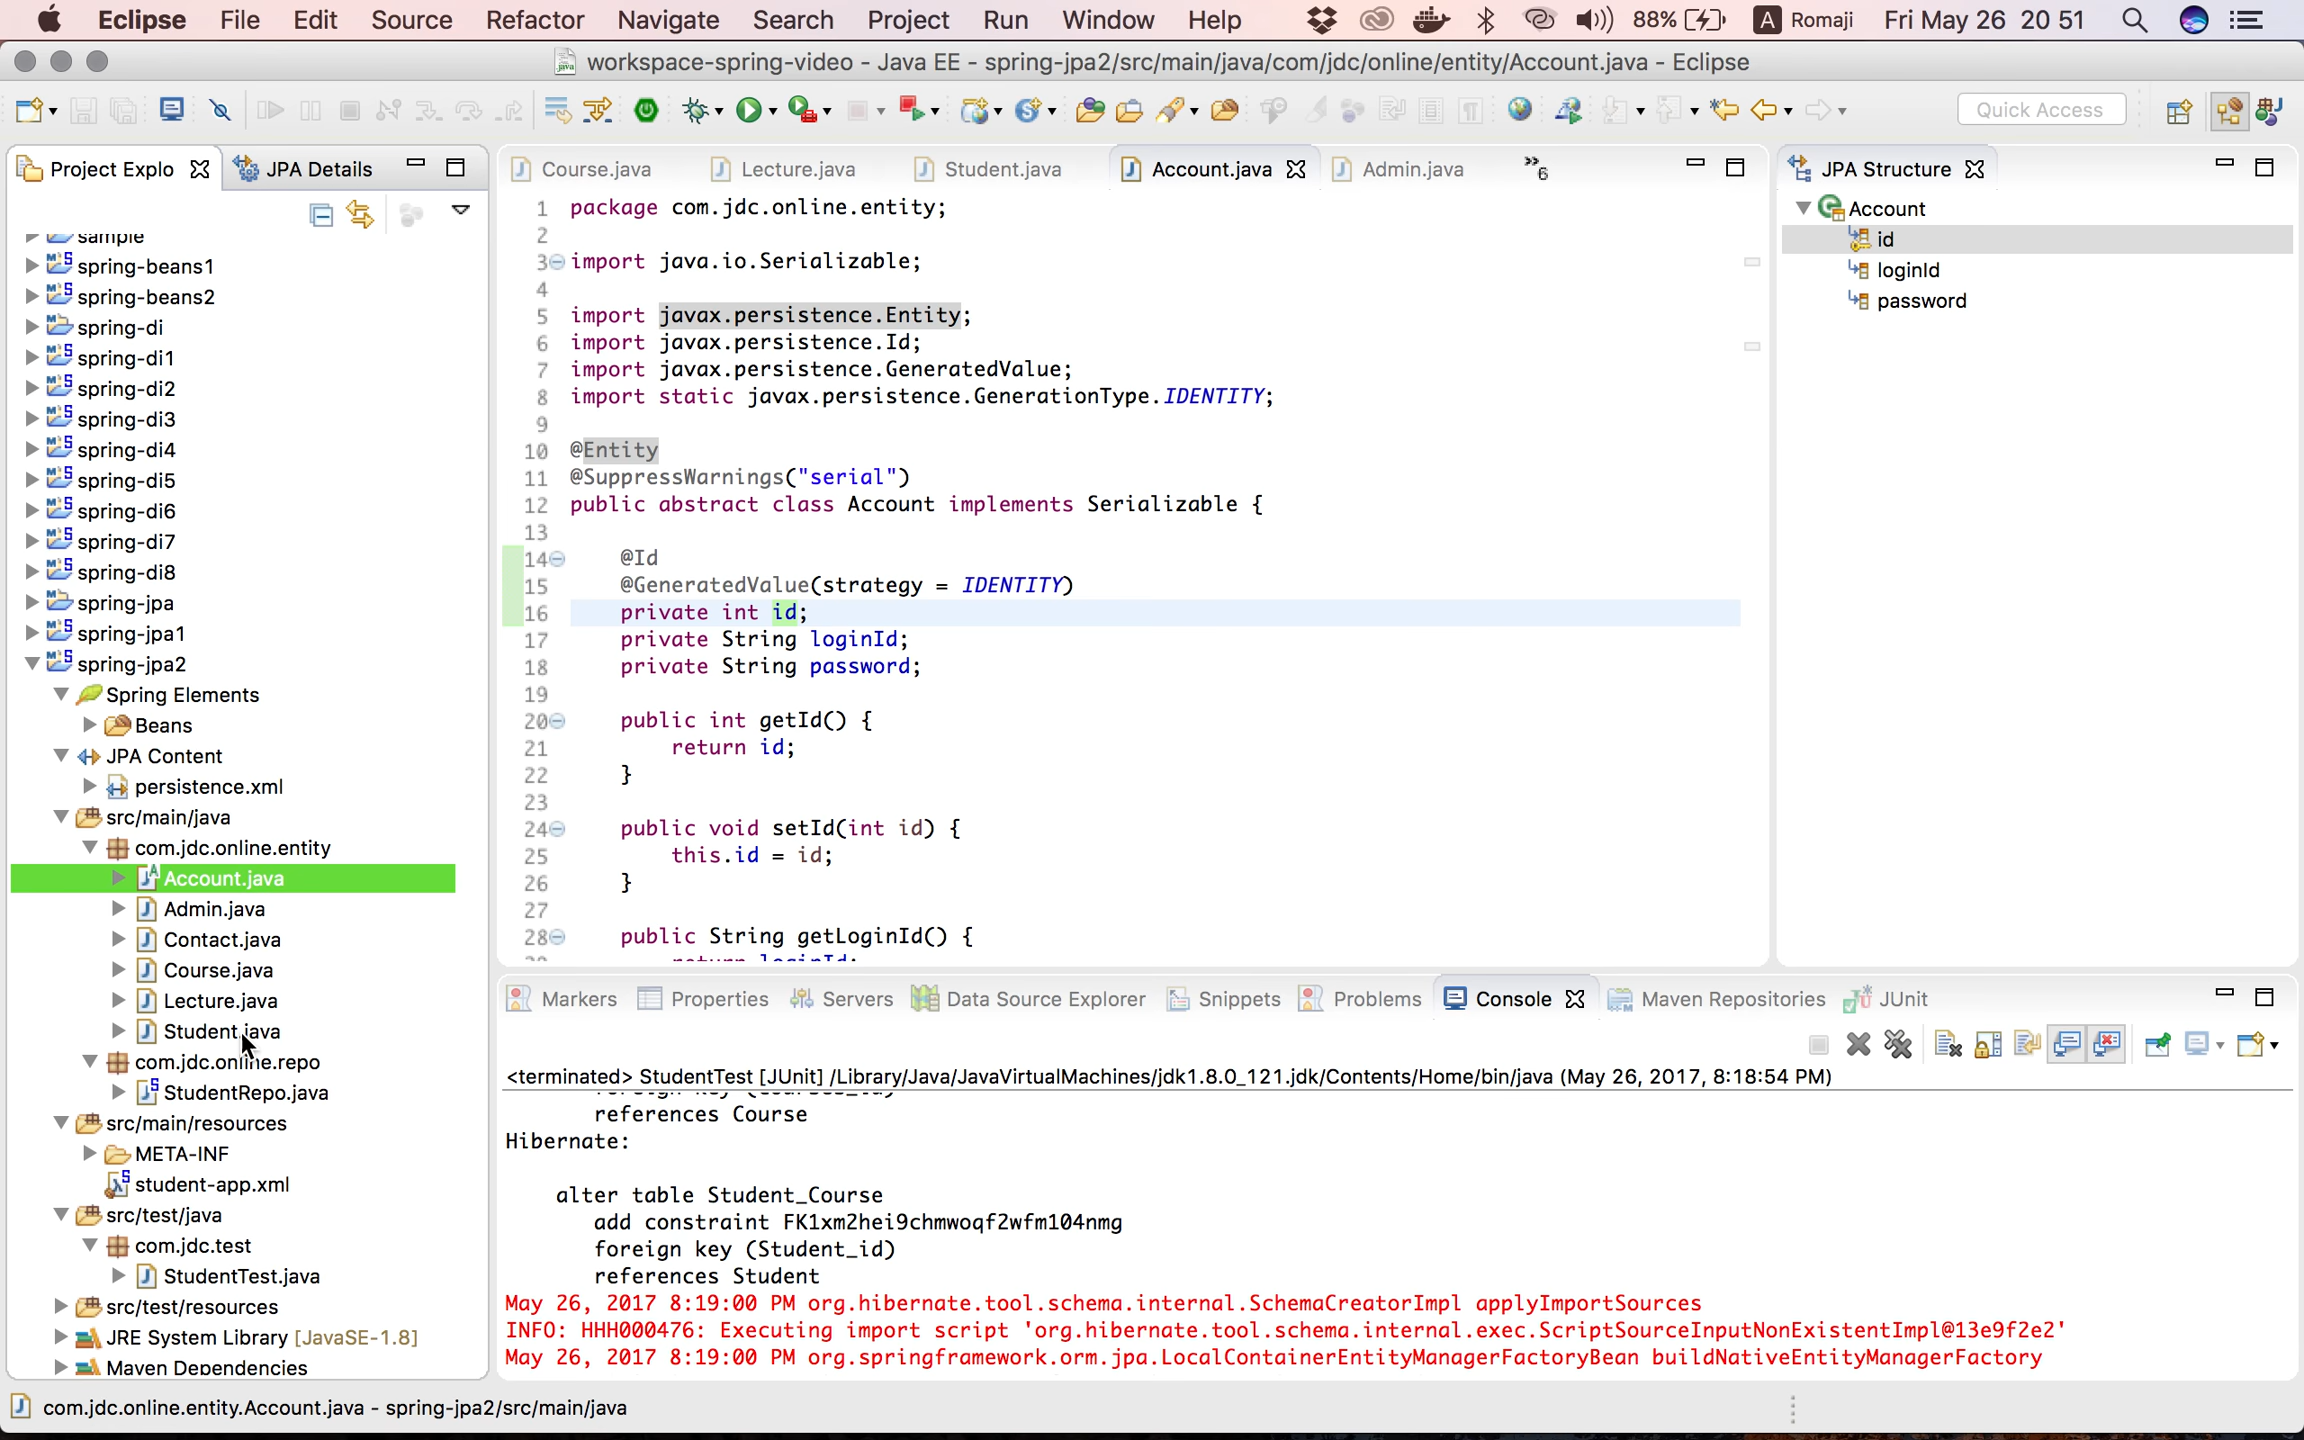 Eclipse File Edit Source Refactor Navigate Search Project Run Window Help 88% A Romaji Fri May 26 20 51
workspace-spring-video - Java EE - spring-jpa2/src/main/java/com/jdc/online/entity/Account.java - Eclipse
Quick Access
Project Explo JPA Details
sample
spring-beans1
spring-beans2
spring-di
spring-di1
spring-di2
spring-di3
spring-di4
spring-di5
spring-di6
spring-di7
spring-di8
spring-jpa
spring-jpa1
spring-jpa2
Spring Elements
Beans
JPA Content
persistence.xml
src/main/java
com.jdc.online.entity
Account.java
Admin.java
Contact.java
Course.java
Lecture.java
Student.java
com.jdc.online.repo
StudentRepo.java
src/main/resources
META-INF
student-app.xml
src/test/java
com.jdc.test
StudentTest.java
src/test/resources
JRE System Library [JavaSE-1.8]
Maven Dependencies
Course.java Lecture.java Student.java Account.java Admin.java »6
1 package com.jdc.online.entity;
2
3 import java.io.Serializable;
4
5 import javax.persistence.Entity;
6 import javax.persistence.Id;
7 import javax.persistence.GeneratedValue;
8 import static javax.persistence.GenerationType.IDENTITY;
9
10 @Entity
11 @SuppressWarnings("serial")
12 public abstract class Account implements Serializable {
13
14 @Id
15 @GeneratedValue(strategy = IDENTITY)
16 private int id;
17 private String loginId;
18 private String password;
19
20 public int getId() {
21 return id;
22 }
23
24 public void setId(int id) {
25 this.id = id;
26 }
27
28 public String getLoginId() {
return loginId;
JPA Structure
Account
id
loginId
password
Markers Properties Servers Data Source Explorer Snippets Problems Console Maven Repositories JUnit
<terminated> StudentTest [JUnit] /Library/Java/JavaVirtualMachines/jdk1.8.0_121.jdk/Contents/Home/bin/java (May 26, 2017, 8:18:54 PM)
foreign key (courses_id)
references Course
Hibernate:
alter table Student_Course
add constraint FK1xm2hei9chmwoqf2wfm104nmg
foreign key (Student_id)
references Student
May 26, 2017 8:19:00 PM org.hibernate.tool.schema.internal.SchemaCreatorImpl applyImportSources
INFO: HHH000476: Executing import script 'org.hibernate.tool.schema.internal.exec.ScriptSourceInputNonExistentImpl@13e9f2e2'
May 26, 2017 8:19:00 PM org.springframework.orm.jpa.LocalContainerEntityManagerFactoryBean buildNativeEntityManagerFactory
com.jdc.online.entity.Account.java - spring-jpa2/src/main/java